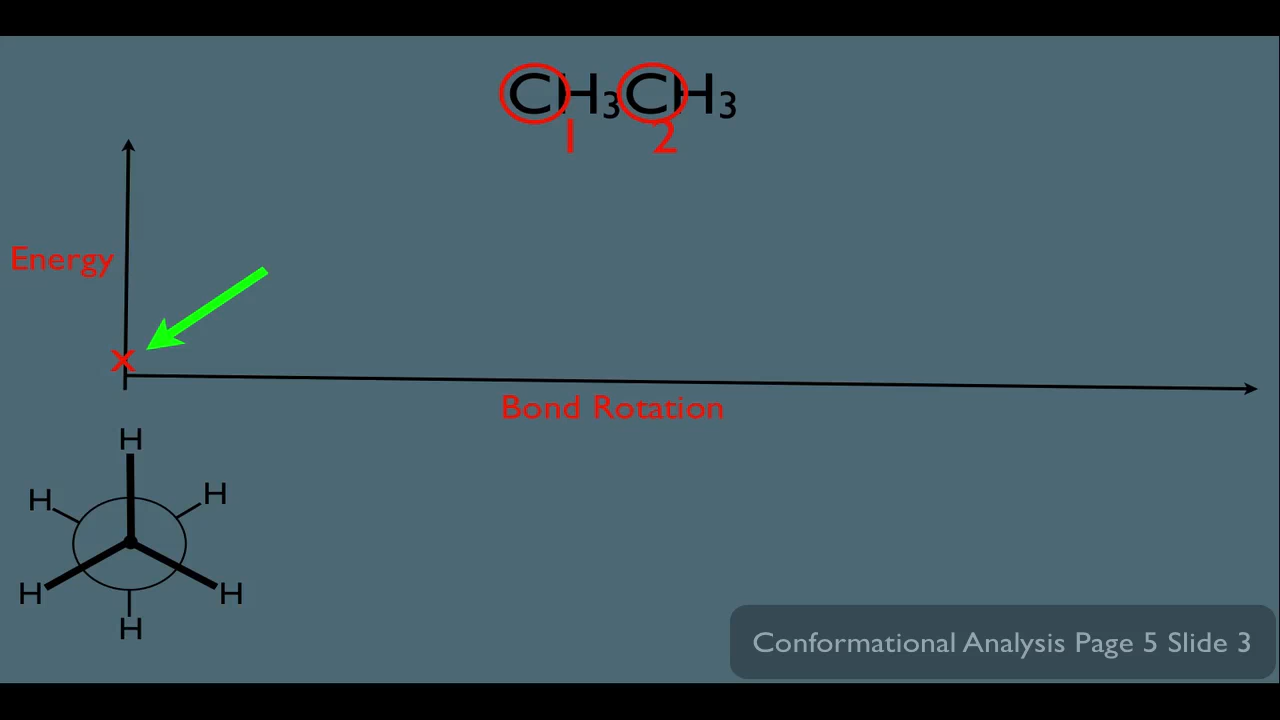 CH₃CH₃
1 2
Energy
x
Bond Rotation
H
H H
H H
H
Conformational Analysis Page 5 Slide 3